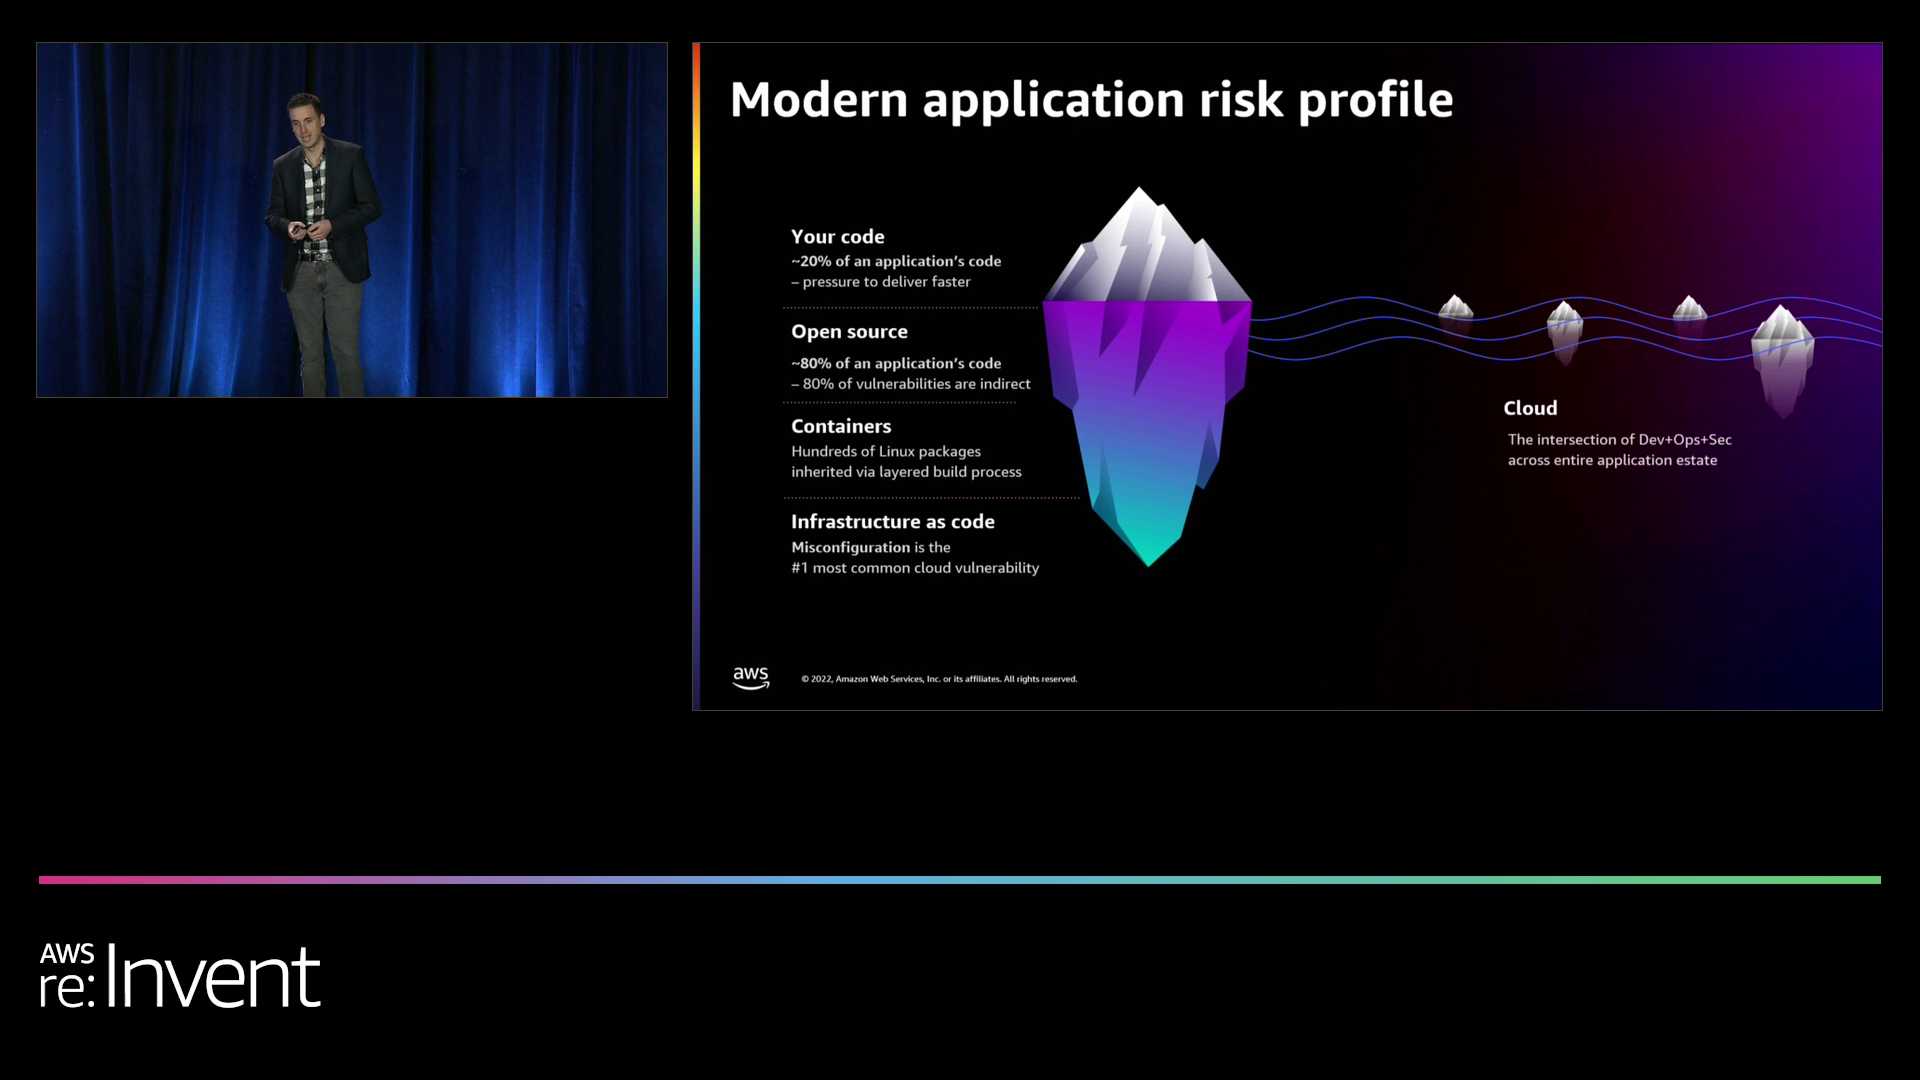 Modern application risk profile
Your code
~20% of an application's code
– pressure to deliver faster
Open source
~80% of an application's code
– 80% of vulnerabilities are indirect
Containers
Hundreds of Linux packages
inherited via layered build process
Infrastructure as code
Misconfiguration is the
#1 most common cloud vulnerability
Cloud
The intersection of Dev+Ops+Sec
across entire application estate
aws
© 2022, Amazon Web Services, Inc. or its affiliates. All rights reserved.
AWS
re:Invent